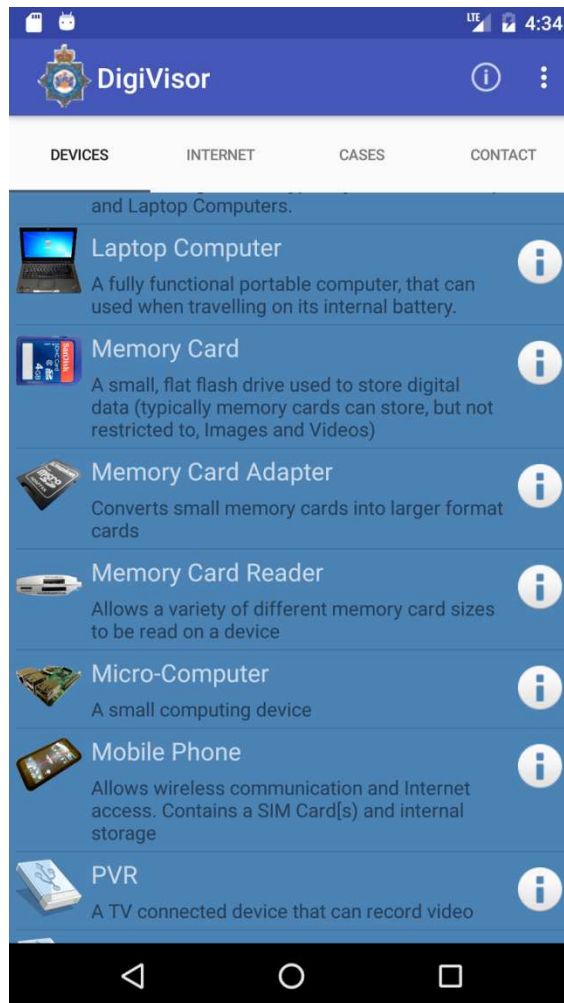 LTE 4:34
DigiVisor
DEVICES INTERNET CASES CONTACT
and Laptop Computers.
Laptop Computer
A fully functional portable computer, that can
used when travelling on its internal battery.
Memory Card
A small, flat flash drive used to store digital
data (typically memory cards can store, but not
restricted to, Images and Videos)
SanDisk
4 GB
Memory Card Adapter
Converts small memory cards into larger format
cards
Memory Card Reader
Allows a variety of different memory card sizes
to be read on a device
Micro-Computer
A small computing device
Mobile Phone
Allows wireless communication and Internet
access. Contains a SIM Card[s] and internal
storage
PVR
A TV connected device that can record video